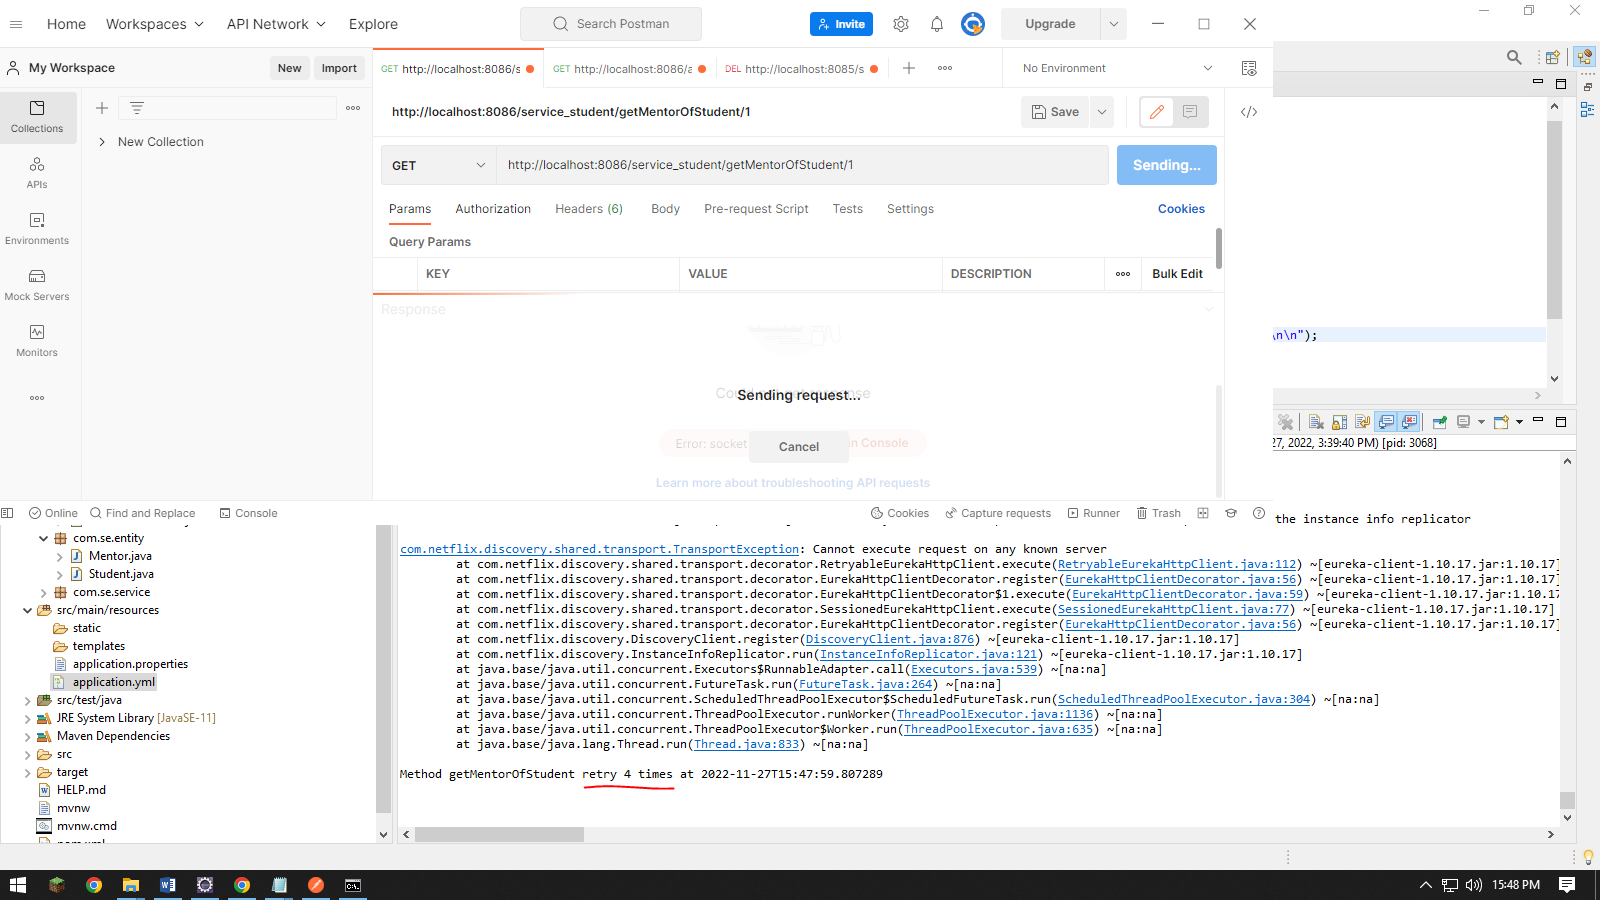 Home Workspaces API Network Explore Search Postman Invite Upgrade
My Workspace New Import
GET http://localhost:8086/s GET http://localhost:8086/a DEL http://localhost:8085/s No Environment
Collections
APIs
Environments
Mock Servers
Monitors
New Collection
http://localhost:8086/service_student/getMentorOfStudent/1 Save
GET http://localhost:8086/service_student/getMentorOfStudent/1 Sending...
Params Authorization Headers (6) Body Pre-request Script Tests Settings Cookies
Query Params
KEY VALUE DESCRIPTION Bulk Edit
Response
Sending request...
Error: socket Cancel n Console
Learn more about troubleshooting API requests
\n\n");
27, 2022, 3:39:40 PM) [pid: 3068]
Online Find and Replace Console Cookies Capture requests Runner Trash
com.se.entity
Mentor.java
Student.java
com.se.service
src/main/resources
static
templates
application.properties
application.yml
src/test/java
JRE System Library [JavaSE-11]
Maven Dependencies
src
target
HELP.md
mvnw
mvnw.cmd
the instance info replicator
com.netflix.discovery.shared.transport.TransportException: Cannot execute request on any known server
at com.netflix.discovery.shared.transport.decorator.RetryableEurekaHttpClient.execute(RetryableEurekaHttpClient.java:112) ~[eureka-client-1.10.17.jar:1.10.17]
at com.netflix.discovery.shared.transport.decorator.EurekaHttpClientDecorator.register(EurekaHttpClientDecorator.java:56) ~[eureka-client-1.10.17.jar:1.10.17]
at com.netflix.discovery.shared.transport.decorator.EurekaHttpClientDecorator$1.execute(EurekaHttpClientDecorator.java:59) ~[eureka-client-1.10.17.jar:1.10.17]
at com.netflix.discovery.shared.transport.decorator.SessionedEurekaHttpClient.execute(SessionedEurekaHttpClient.java:77) ~[eureka-client-1.10.17.jar:1.10.17]
at com.netflix.discovery.shared.transport.decorator.EurekaHttpClientDecorator.register(EurekaHttpClientDecorator.java:56) ~[eureka-client-1.10.17.jar:1.10.17]
at com.netflix.discovery.DiscoveryClient.register(DiscoveryClient.java:876) ~[eureka-client-1.10.17.jar:1.10.17]
at com.netflix.discovery.InstanceInfoReplicator.run(InstanceInfoReplicator.java:121) ~[eureka-client-1.10.17.jar:1.10.17]
at java.base/java.util.concurrent.Executors$RunnableAdapter.call(Executors.java:539) ~[na:na]
at java.base/java.util.concurrent.FutureTask.run(FutureTask.java:264) ~[na:na]
at java.base/java.util.concurrent.ScheduledThreadPoolExecutor$ScheduledFutureTask.run(ScheduledThreadPoolExecutor.java:304) ~[na:na]
at java.base/java.util.concurrent.ThreadPoolExecutor.runWorker(ThreadPoolExecutor.java:1136) ~[na:na]
at java.base/java.util.concurrent.ThreadPoolExecutor$Worker.run(ThreadPoolExecutor.java:635) ~[na:na]
at java.base/java.lang.Thread.run(Thread.java:833) ~[na:na]
Method getMentorOfStudent retry 4 times at 2022-11-27T15:47:59.807289
15:48 PM